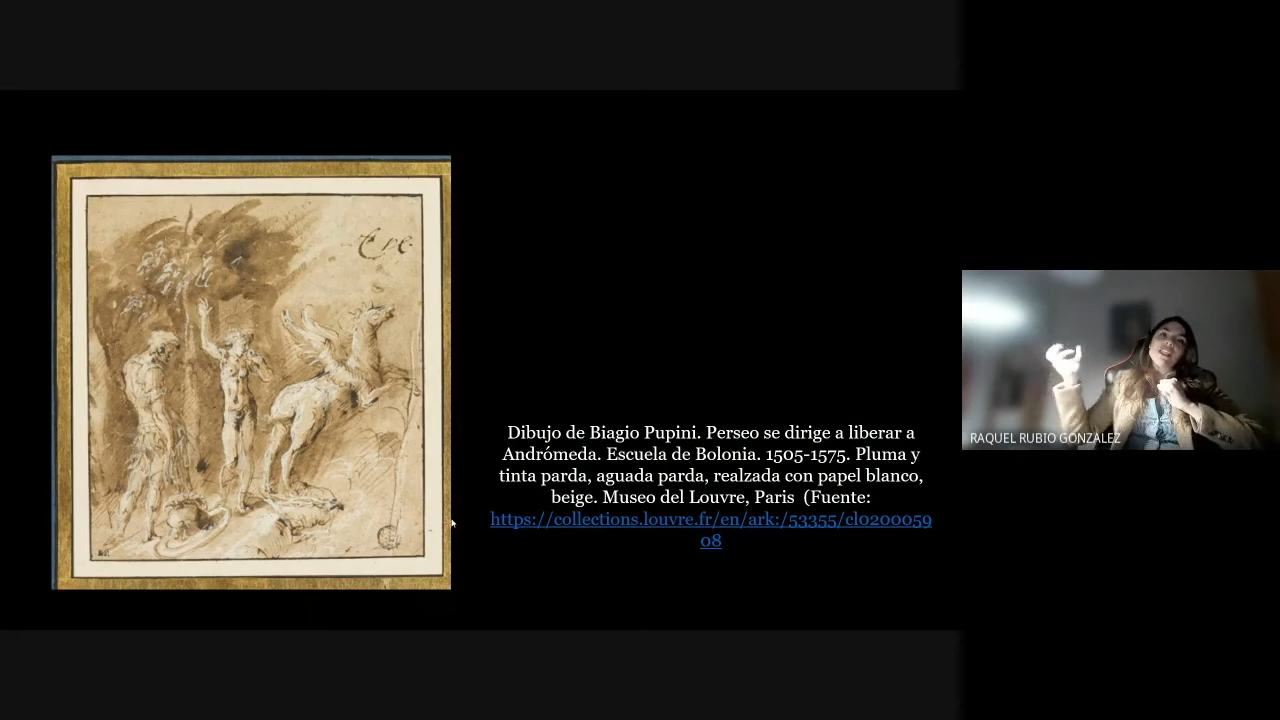 Dibujo de Biagio Pupini. Perseo se dirige a liberar a
Andrómeda. Escuela de Bolonia. 1505-1575. Pluma y
tinta parda, aguada parda, realzada con papel blanco,
beige. Museo del Louvre, Paris (Fuente:
https://collections.louvre.fr/en/ark:/53355/cl0200059
08
RAQUEL RUBIO GONZALEZ